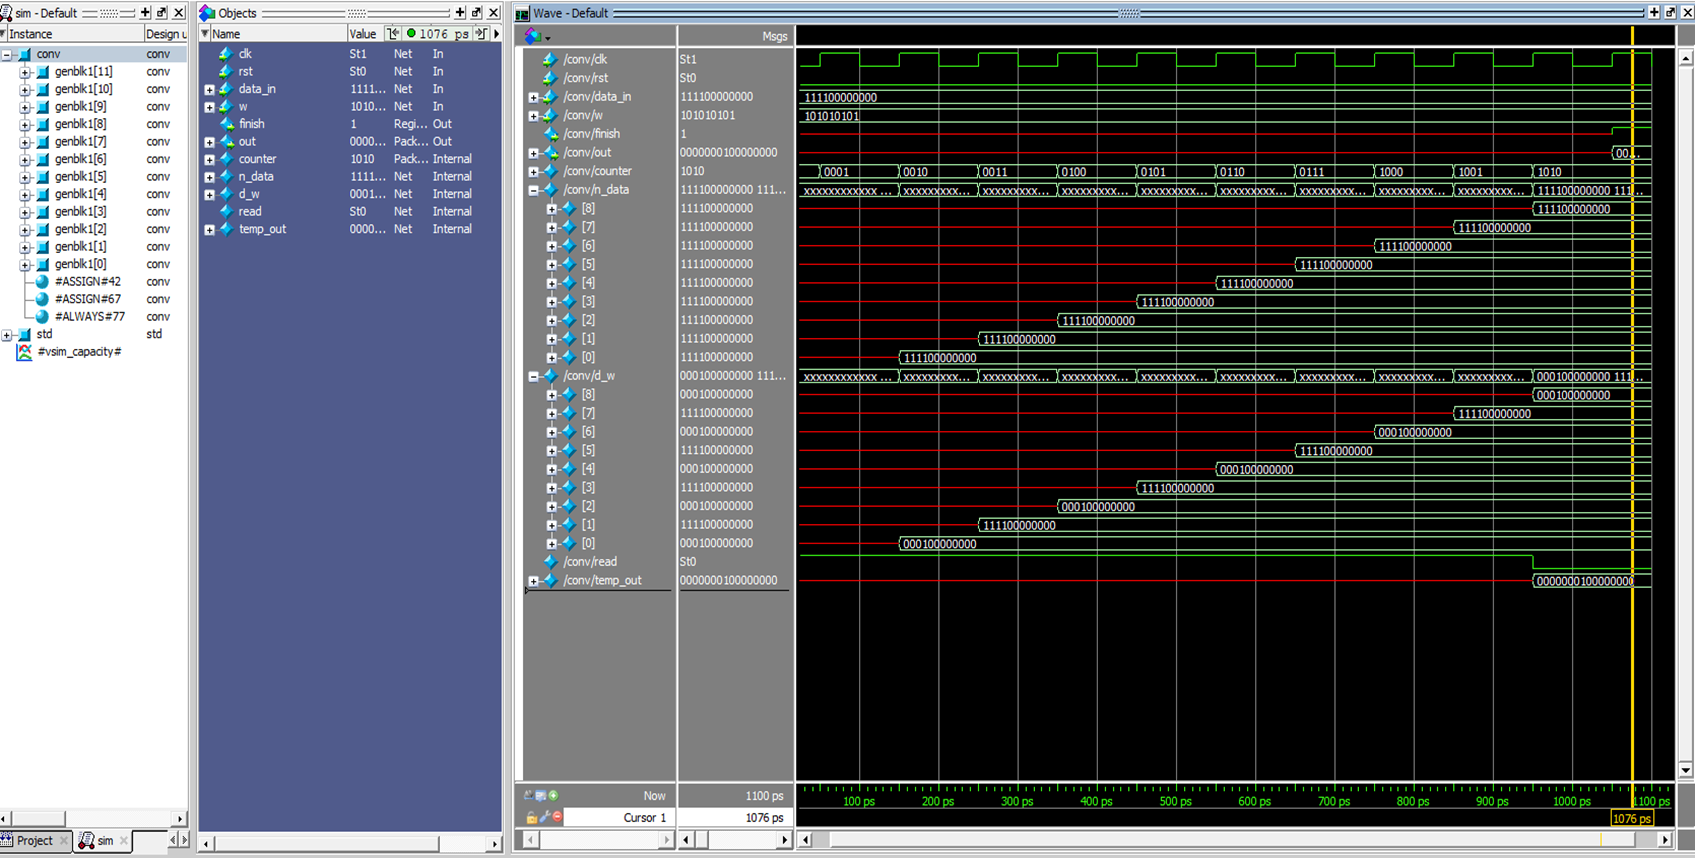 sim - Default
Instance Design u
conv conv
genblk1[11] conv
genblk1[10] conv
genblk1[9] conv
genblk1[8] conv
genblk1[7] conv
genblk1[6] conv
genblk1[5] conv
genblk1[4] conv
genblk1[3] conv
genblk1[2] conv
genblk1[1] conv
genblk1[0] conv
#ASSIGN#42 conv
#ASSIGN#67 conv
#ALWAYS#77 conv
std std
#vsim_capacity#
Project sim
Objects
Name Value 1076 ps
clk St1 Net In
rst St0 Net In
data_in 1111... Net In
w 1010... Net In
finish 1 Regi... Out
out 0000... Pack... Out
counter 1010 Pack... Internal
n_data 1111... Net Internal
d_w 0001... Net Internal
read St0 Net Internal
temp_out 0000... Net Internal
Wave - Default
Msgs
/conv/clk St1
/conv/rst St0
/conv/data_in 111100000000 111100000000
/conv/w 101010101 101010101
/conv/finish 1
/conv/out 0000000100000000 00...
/conv/counter 1010 0001 0010 0011 0100 0101 0110 0111 1000 1001 1010
/conv/n_data 111100000000 111... xxxxxxxxxxxx ... xxxxxxxxx... xxxxxxxxx... xxxxxxxxx... xxxxxxxxx... xxxxxxxxx... xxxxxxxxx... xxxxxxxxx... xxxxxxxxx... 111100000000 111...
[8] 111100000000 111100000000
[7] 111100000000 111100000000
[6] 111100000000 111100000000
[5] 111100000000 111100000000
[4] 111100000000 111100000000
[3] 111100000000 111100000000
[2] 111100000000 111100000000
[1] 111100000000 111100000000
[0] 111100000000 111100000000
/conv/d_w 000100000000 111... xxxxxxxxxxxx ... xxxxxxxxx... xxxxxxxxx... xxxxxxxxx... xxxxxxxxx... xxxxxxxxx... xxxxxxxxx... xxxxxxxxx... xxxxxxxxx... 000100000000 111...
[8] 000100000000 000100000000
[7] 111100000000 111100000000
[6] 000100000000 000100000000
[5] 111100000000 111100000000
[4] 000100000000 000100000000
[3] 111100000000 111100000000
[2] 000100000000 000100000000
[1] 111100000000 111100000000
[0] 000100000000 000100000000
/conv/read St0
/conv/temp_out 0000000100000000 0000000100000000
Now 1100 ps 100 ps 200 ps 300 ps 400 ps 500 ps 600 ps 700 ps 800 ps 900 ps 1000 ps 1100 ps
Cursor 1 1076 ps 1076 ps